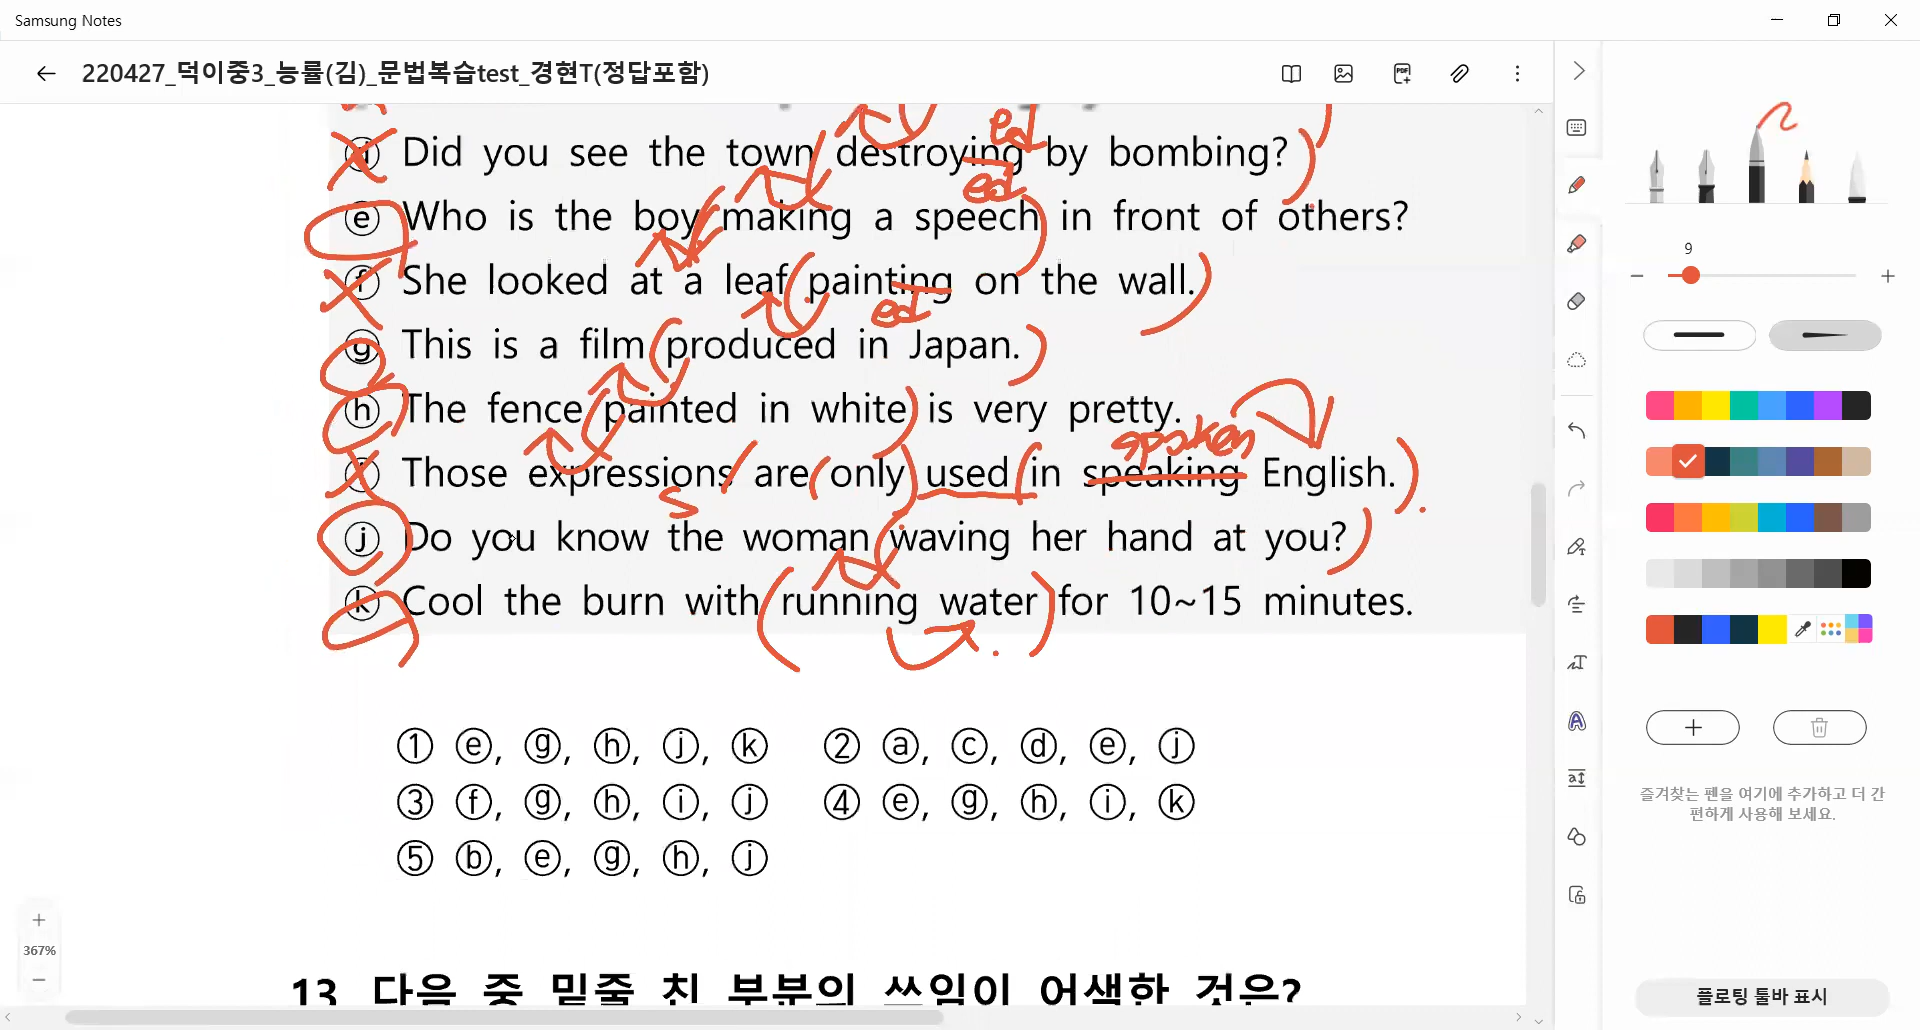 Samsung Notes
220427_덕이중3_능률(김)_문법복습test_경현T(정답포함)
ed
ⓓ Did you see the town destroying by bombing?
ed
ⓔ Who is the boy making a speech in front of others?
ⓕ She looked at a leaf painting on the wall.
ed
ⓖ This is a film produced in Japan.
ⓗ The fence painted in white is very pretty.
spoken
Those expressions are only used in speaking English.
s
ⓙ Do you know the woman waving her hand at you?
ⓚ Cool the burn with running water for 10~15 minutes.
① ⓔ, ⓖ, ⓗ, ⓙ, ⓚ ② ⓐ, ⓒ, ⓓ, ⓔ, ⓙ
③ ⓕ, ⓖ, ⓗ, ⓘ, ⓙ ④ ⓔ, ⓖ, ⓗ, ⓘ, ⓚ
⑤ ⓑ, ⓔ, ⓖ, ⓗ, ⓙ
13 다음 중 밑줄 친 부분의 쓰임이 어색한 것은?
367%
PDF
9
즐겨찾는 펜을 여기에 추가하고 더 간
편하게 사용해 보세요.
플로팅 툴바 표시